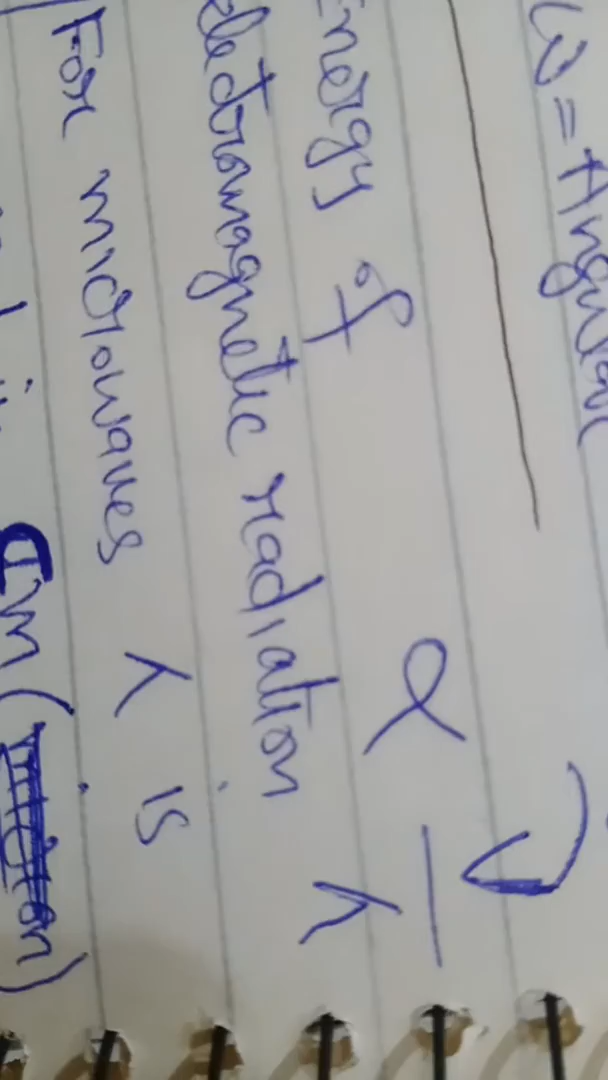 ω = Angular
Energy of ∝ 1/λ
electromagnetic radiation
For microwaves λ is
cm (